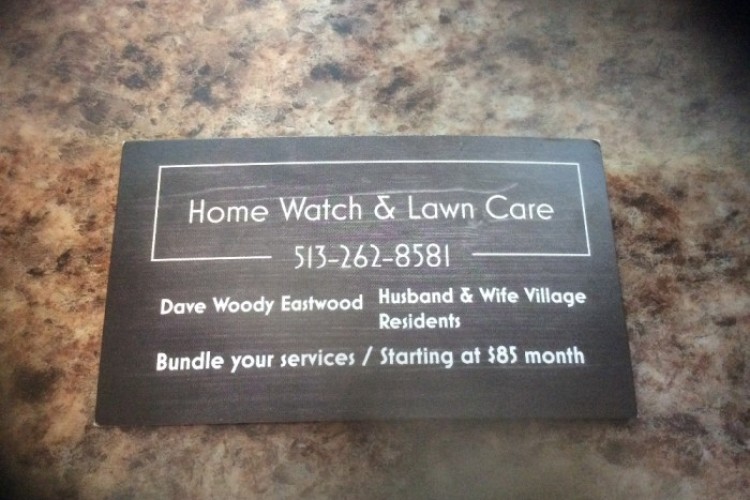 Home Watch & Lawn Care
513-262-8581
Dave Woody Eastwood
Husband & Wife Village
Residents
Bundle your services / Starting at $85 month